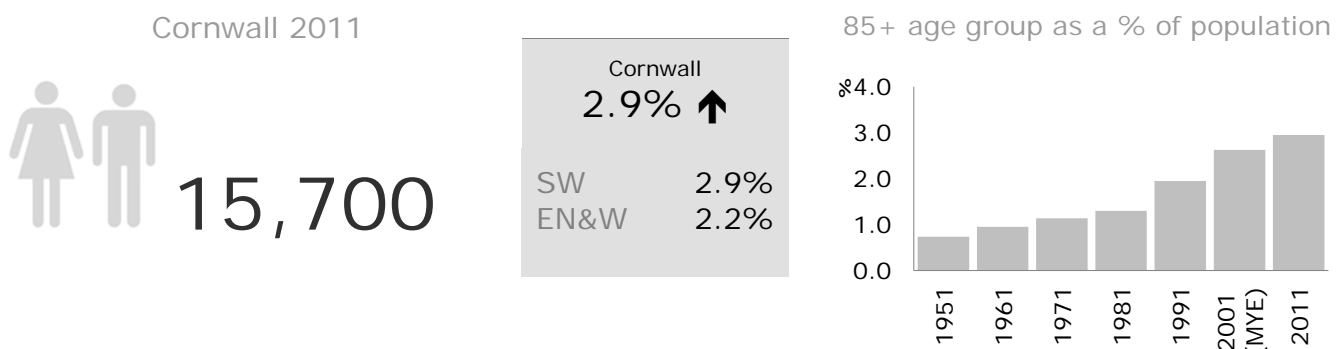 Cornwall 2011
15,700
Cornwall
2.9%
SW 2.9%
EN&W 2.2%
85+ age group as a % of population
%
4.0
3.0
2.0
1.0
0.0
1951
1961
1971
1981
1991
2001
(MYE)
2011